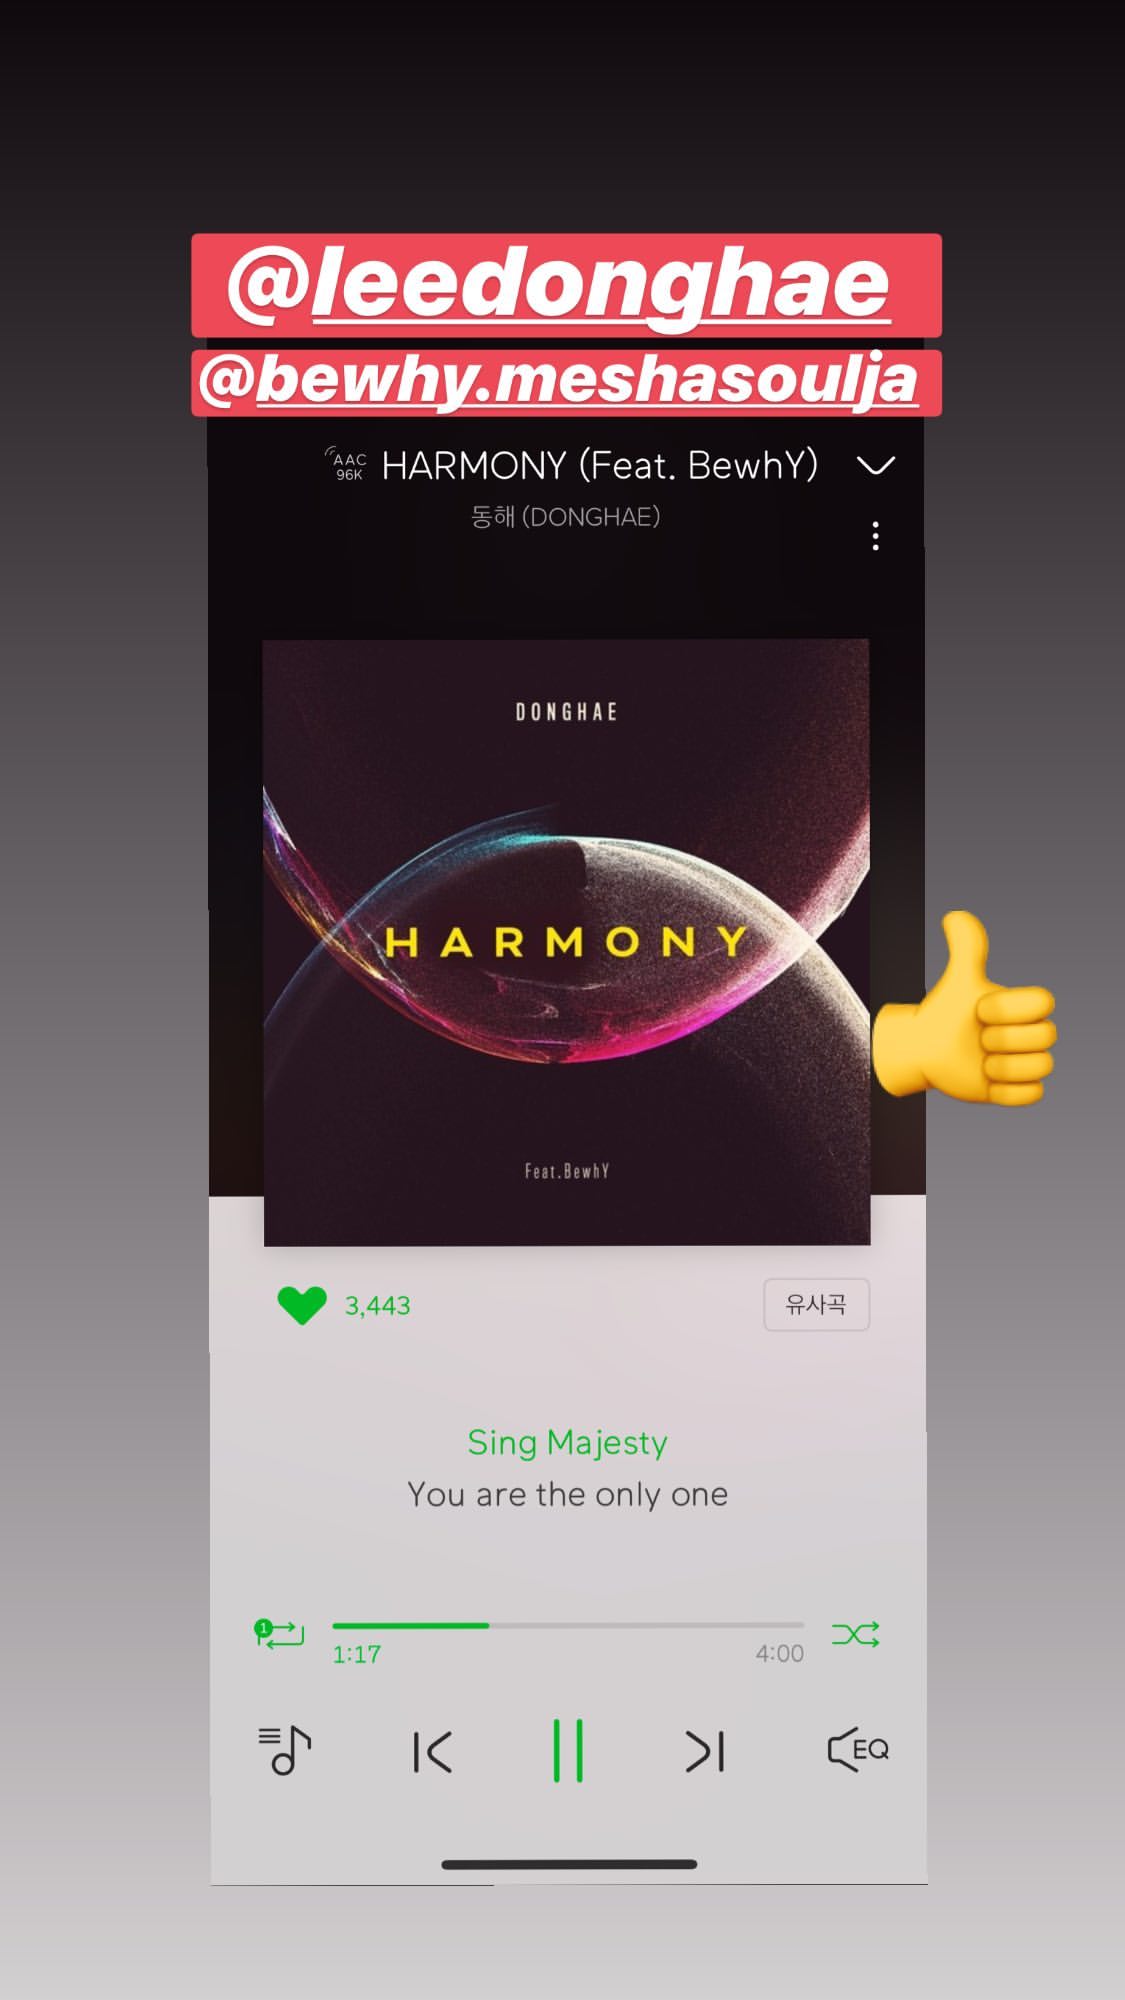 @leedonghae
@bewhy.meshasoulja
AAC
96K
HARMONY (Feat. BewhY)
동해 (DONGHAE)
DONGHAE
HARMONY
Feat.BewhY
3,443
유사곡
Sing Majesty
You are the only one
1
1:17
4:00
EQ